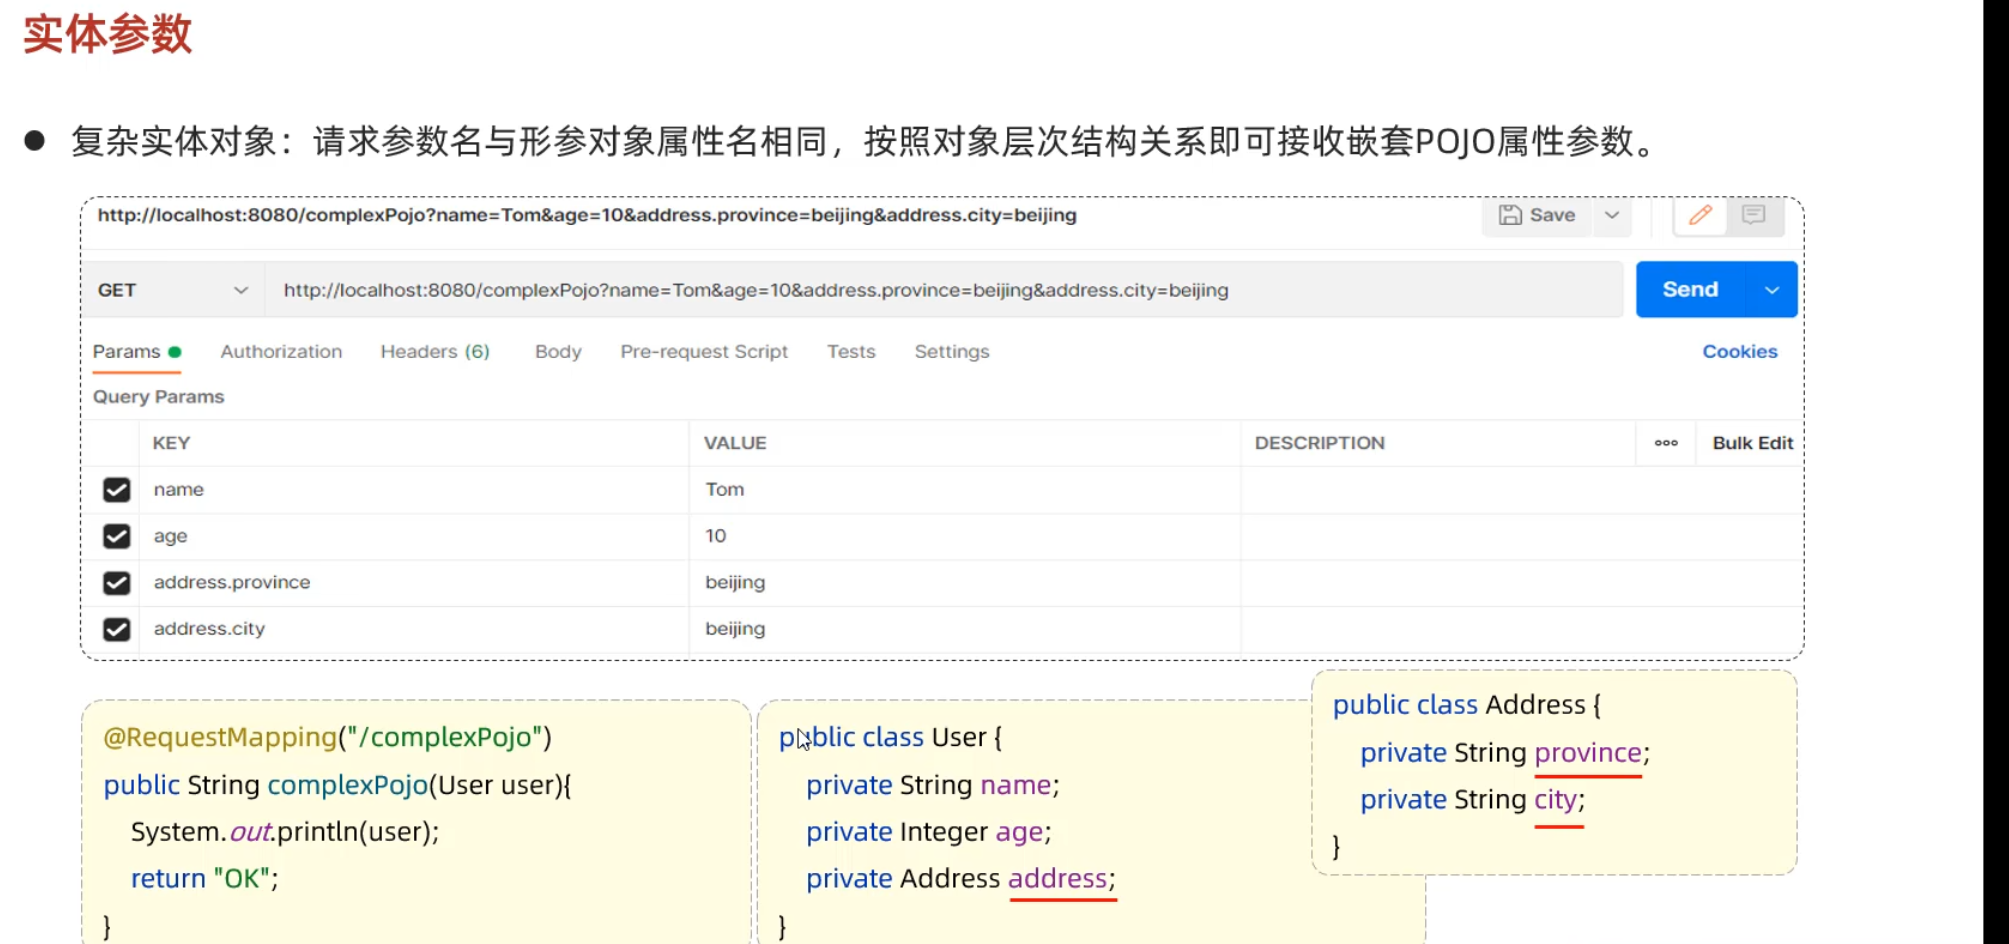 实体参数
● 复杂实体对象：请求参数名与形参对象属性名相同，按照对象层次结构关系即可接收嵌套POJO属性参数。
http://localhost:8080/complexPojo?name=Tom&age=10&address.province=beijing&address.city=beijing Save
GET http://localhost:8080/complexPojo?name=Tom&age=10&address.province=beijing&address.city=beijing Send
Params Authorization Headers (6) Body Pre-request Script Tests Settings Cookies
Query Params
KEY VALUE DESCRIPTION ooo Bulk Edit
name Tom
age 10
address.province beijing
address.city beijing
@RequestMapping("/complexPojo")
public String complexPojo(User user){
System.out.println(user);
return "OK";
}
public class User {
private String name;
private Integer age;
private Address address;
}
public class Address {
private String province;
private String city;
}